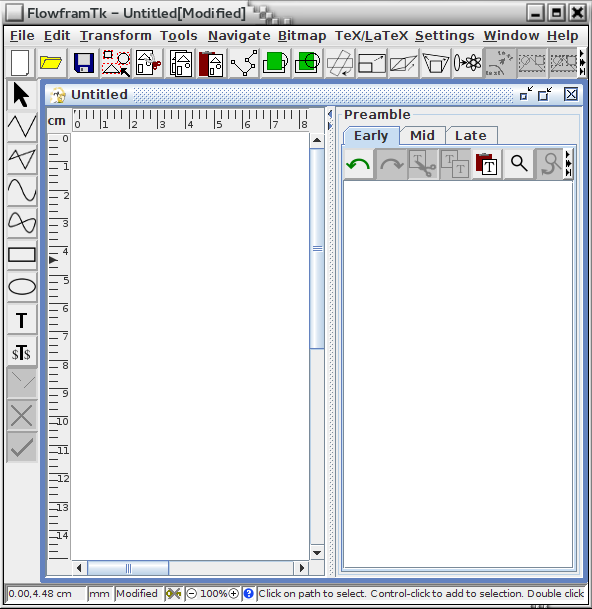 FlowframTk – Untitled[Modified]
File Edit Transform Tools Navigate Bitmap TeX/LaTeX Settings Window Help
text
Untitled
cm
0 1 2 3 4 5 6 7 8
Preamble
Early Mid Late
T T T
0
1
2
3
4
5
6
7
8
9
10
11
12
13
14
T
$T$
0.00,4.48 cm mm Modified 100% ? Click on path to select. Control-click to add to selection. Double click